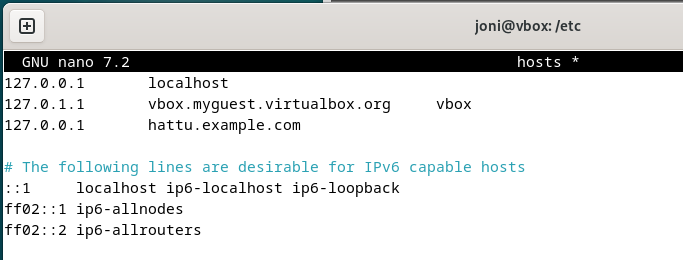 joni@vbox: /etc
GNU nano 7.2 hosts *
127.0.0.1 localhost
127.0.1.1 vbox.myguest.virtualbox.org vbox
127.0.0.1 hattu.example.com
# The following lines are desirable for IPv6 capable hosts
::1 localhost ip6-localhost ip6-loopback
ff02::1 ip6-allnodes
ff02::2 ip6-allrouters